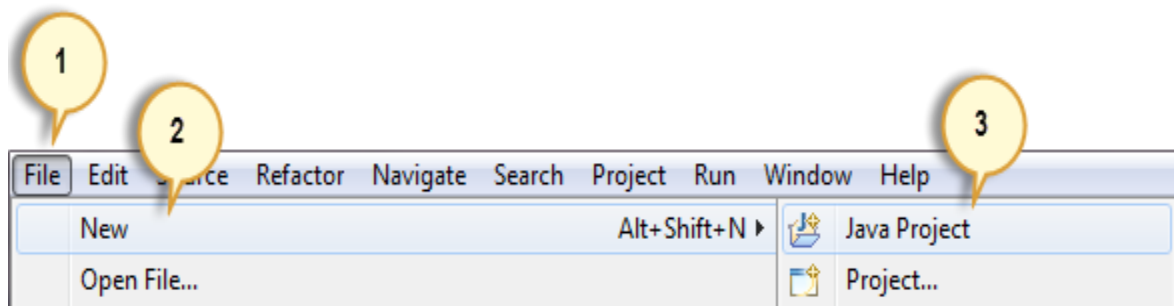 1
2
3
File Edit Source Refactor Navigate Search Project Run Window Help
New Alt+Shift+N Java Project
Open File... Project...